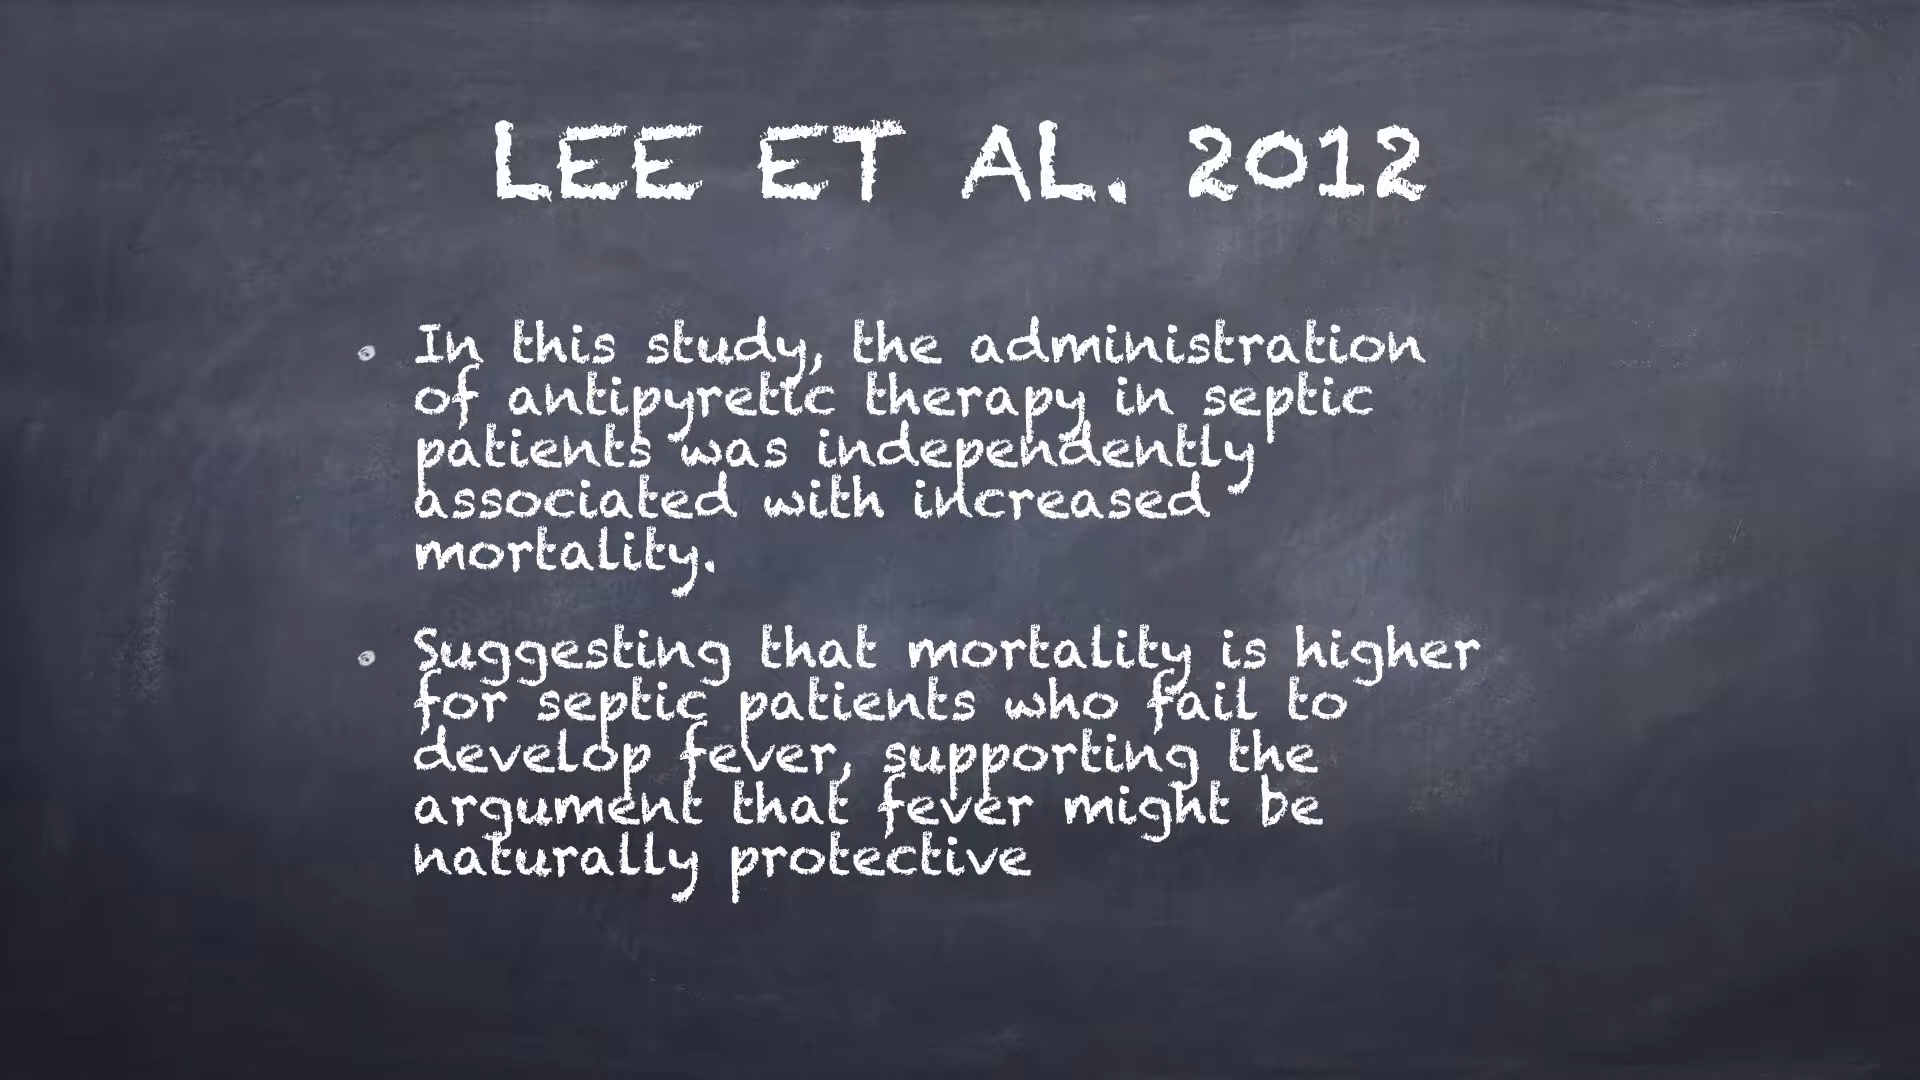 LEE ET AL. 2012
In this study, the administration
of antipyretic therapy in septic
patients was independently
associated with increased
mortality.
Suggesting that mortality is higher
for septic patients who fail to
develop fever, supporting the
argument that fever might be
naturally protective